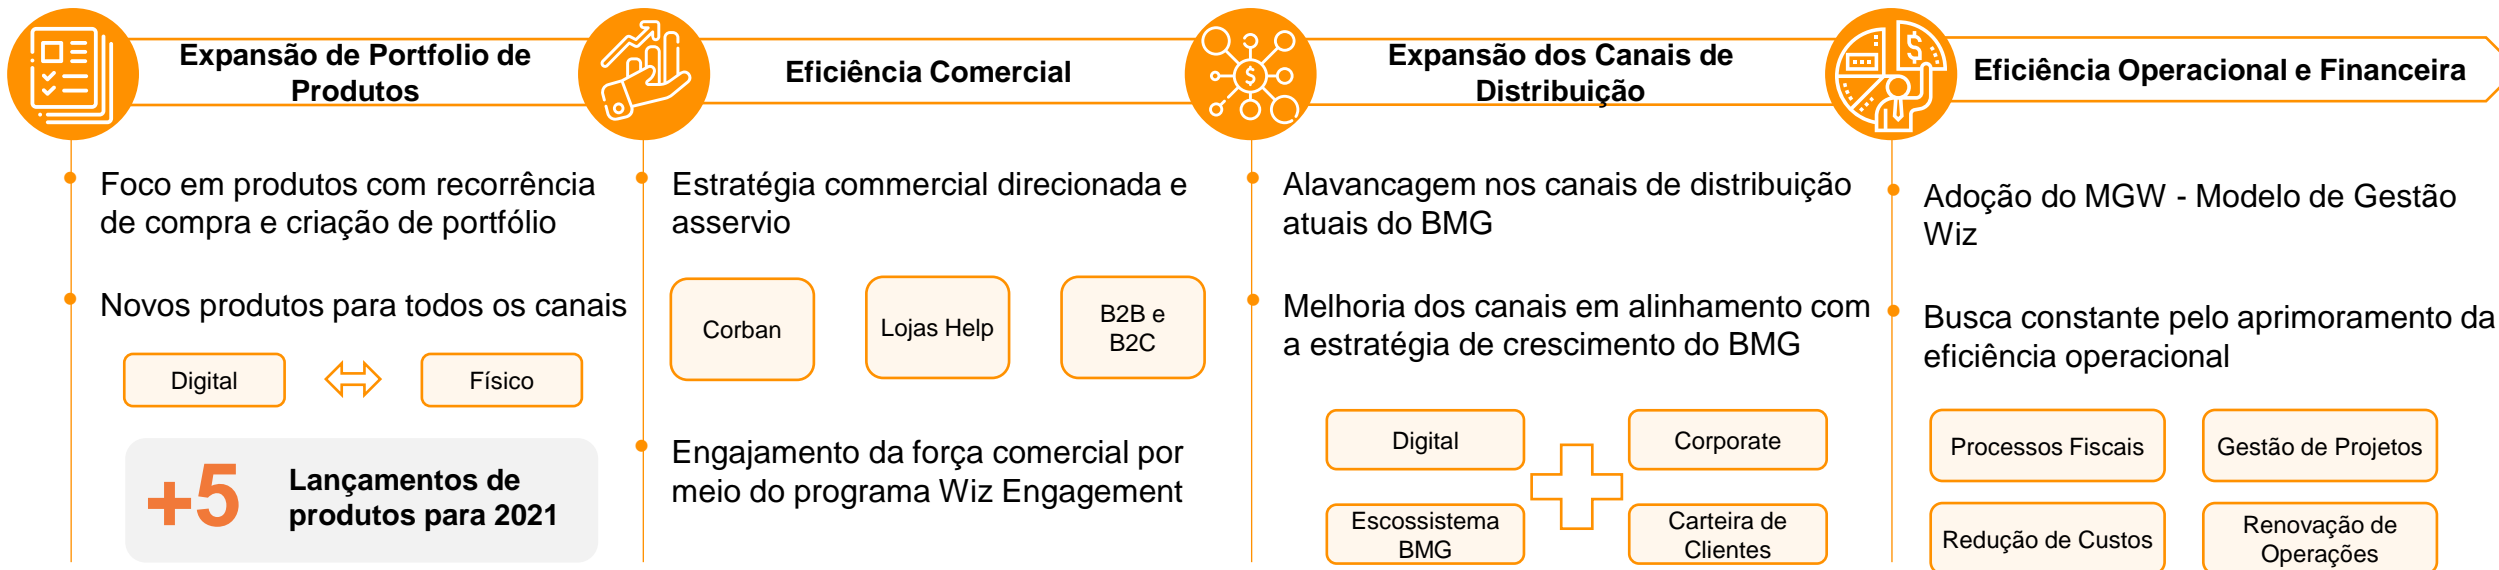 Expansão de Portfolio de
Produtos
Foco em produtos com recorrência
de compra e criação de portfólio
Novos produtos para todos os canais
Digital
Físico
+5
Lançamentos de
produtos para 2021
Eficiência Comercial
Estratégia commercial direcionada e
asservio
Corban
Lojas Help
B2B e
B2C
Engajamento da força comercial por
meio do programa Wiz Engagement
Expansão dos Canais de
Distribuição
Alavancagem nos canais de distribuição
atuais do BMG
Melhoria dos canais em alinhamento com
a estratégia de crescimento do BMG
Digital
Corporate
Escossistema
BMG
Carteira de
Clientes
Eficiência Operacional e Financeira
Adoção do MGW - Modelo de Gestão
Wiz
Busca constante pelo aprimoramento da
eficiência operacional
Processos Fiscais
Gestão de Projetos
Redução de Custos
Renovação de
Operações